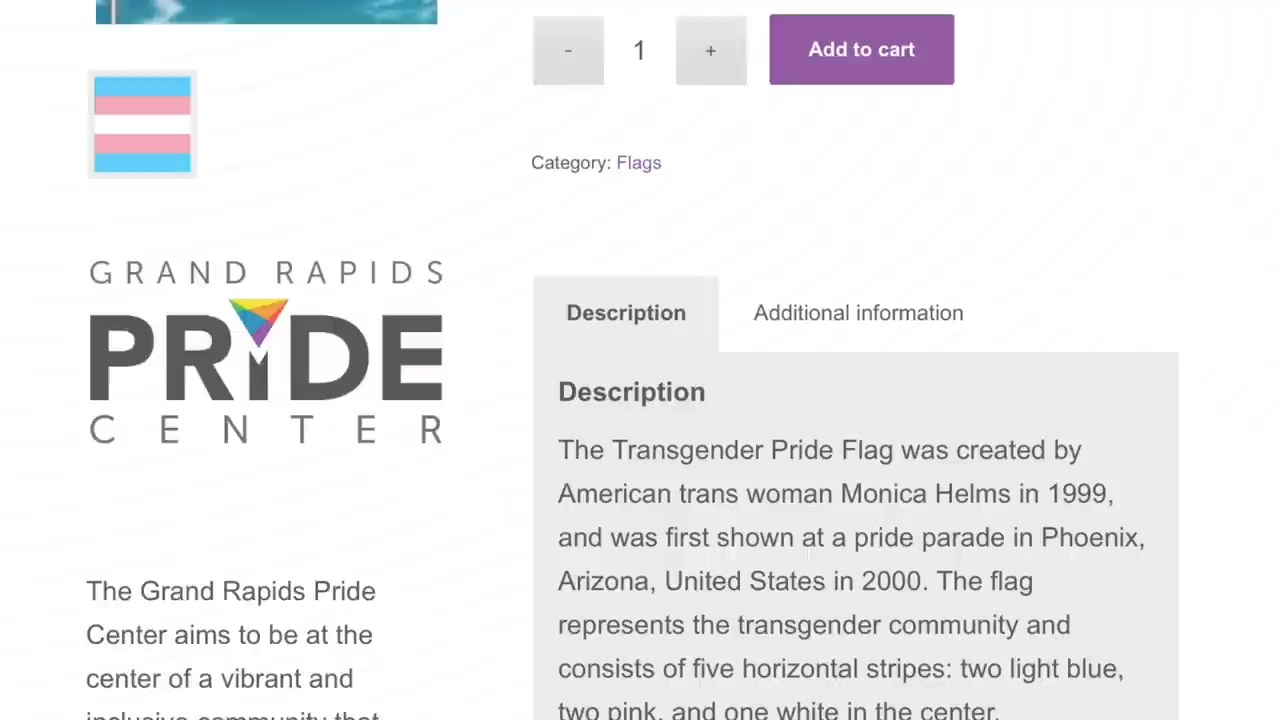 - 1 + Add to cart
Category: Flags
GRAND RAPIDS
PRIDE
CENTER
Description Additional information
Description
The Transgender Pride Flag was created by
American trans woman Monica Helms in 1999,
and was first shown at a pride parade in Phoenix,
Arizona, United States in 2000. The flag
represents the transgender community and
consists of five horizontal stripes: two light blue,
two pink, and one white in the center.
The Grand Rapids Pride
Center aims to be at the
center of a vibrant and
inclusive community that